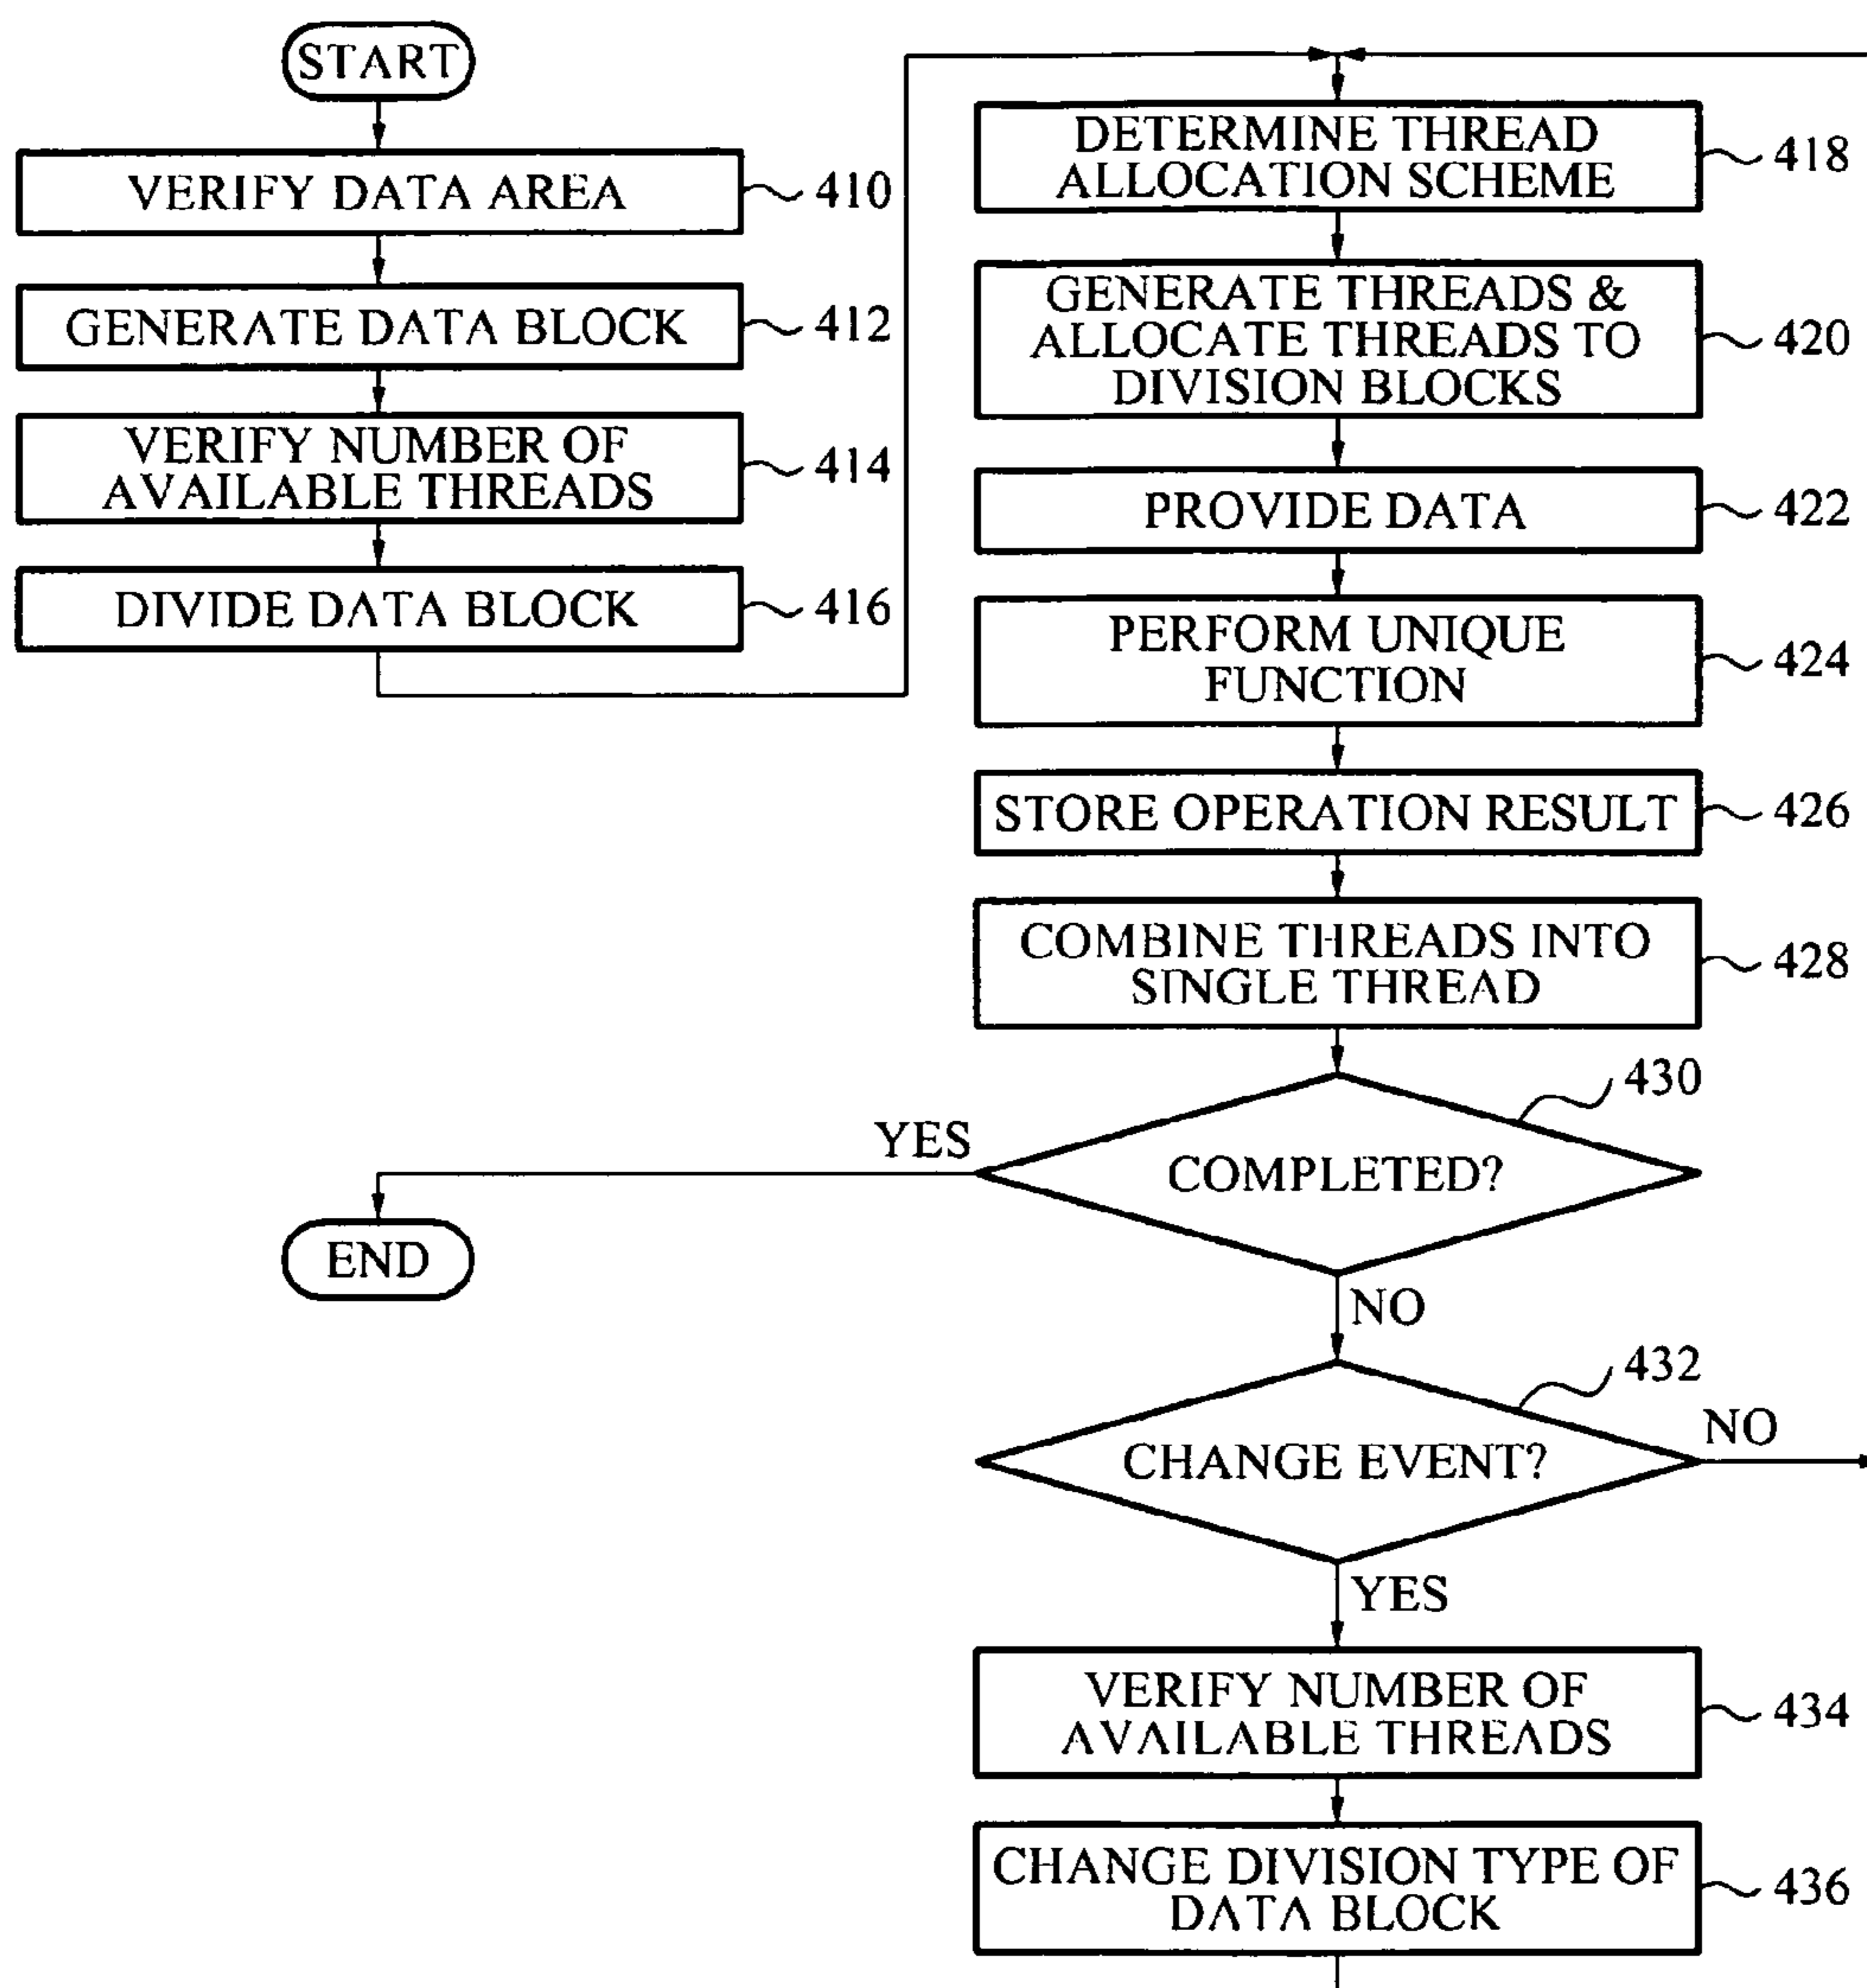 START
VERIFY DATA AREA
410
GENERATE DATA BLOCK
412
VERIFY NUMBER OF
AVAILABLE THREADS
414
DIVIDE DATA BLOCK
416
DETERMINE THREAD
ALLOCATION SCHEME
418
GENERATE THREADS &
ALLOCATE THREADS TO
DIVISION BLOCKS
420
PROVIDE DATA
422
PERFORM UNIQUE
FUNCTION
424
STORE OPERATION RESULT
426
COMBINE THREADS INTO
SINGLE THREAD
428
430
COMPLETED?
YES
END
NO
432
CHANGE EVENT?
NO
YES
VERIFY NUMBER OF
AVAILABLE THREADS
434
CHANGE DIVISION TYPE OF
DATA BLOCK
436